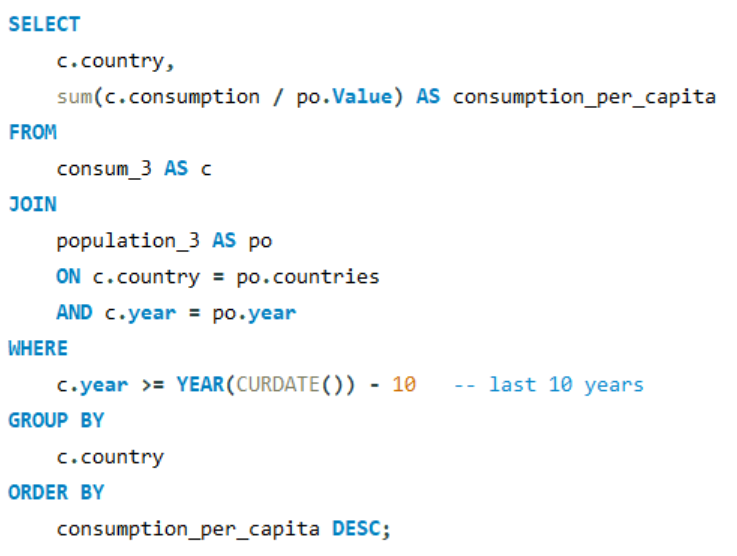 SELECT
c.country,
sum(c.consumption / po.Value) AS consumption_per_capita
FROM
consum_3 AS c
JOIN
population_3 AS po
ON c.country = po.countries
AND c.year = po.year
WHERE
c.year >= YEAR(CURDATE()) - 10 -- last 10 years
GROUP BY
c.country
ORDER BY
consumption_per_capita DESC;